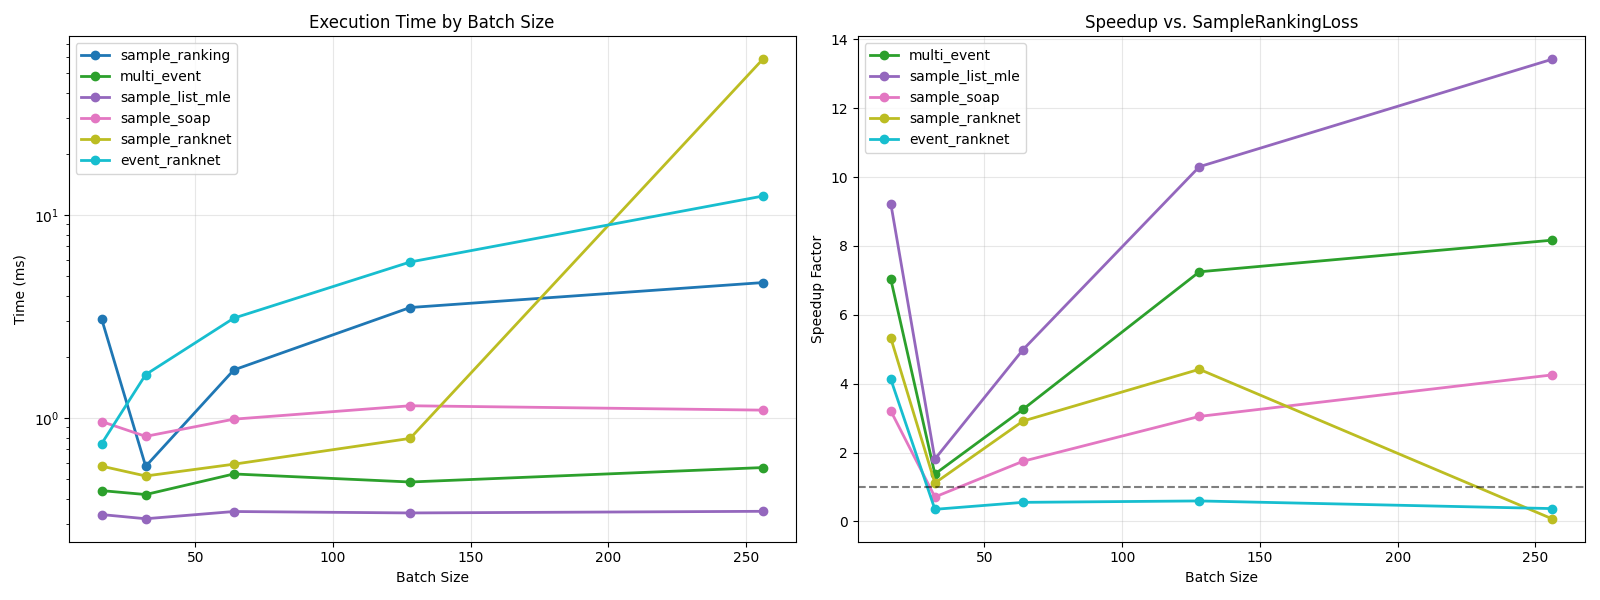 Execution Time by Batch Size
sample_ranking
multi_event
sample_list_mle
sample_soap
sample_ranknet
event_ranknet
10¹
10⁰
Time (ms)
50
100
150
200
250
Batch Size
Speedup vs. SampleRankingLoss
multi_event
sample_list_mle
sample_soap
sample_ranknet
event_ranknet
14
12
10
8
6
4
2
0
Speedup Factor
50
100
150
200
250
Batch Size